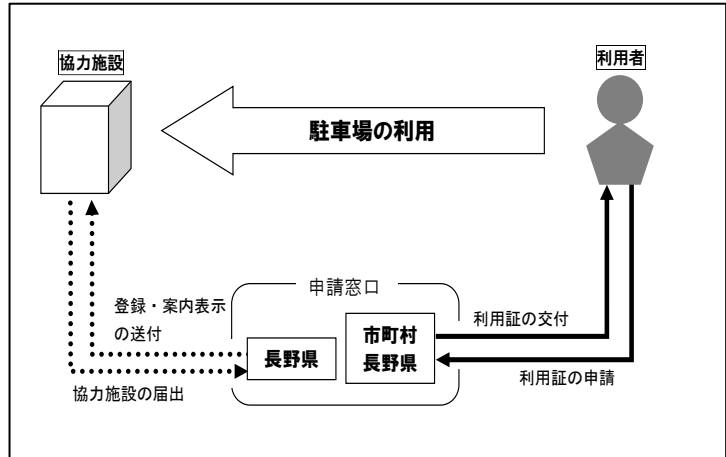 協力施設
利用者
駐車場の利用
申請窓口
登録・案内表示
の送付
長野県
市町村
長野県
利用証の交付
利用証の申請
協力施設の届出